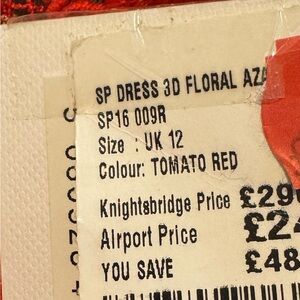 SP DRESS 3D FLORAL AZA
SP16 009R
Size : UK 12
Colour: TOMATO RED
Knightsbridge Price £29
Airport Price £24
YOU SAVE £48